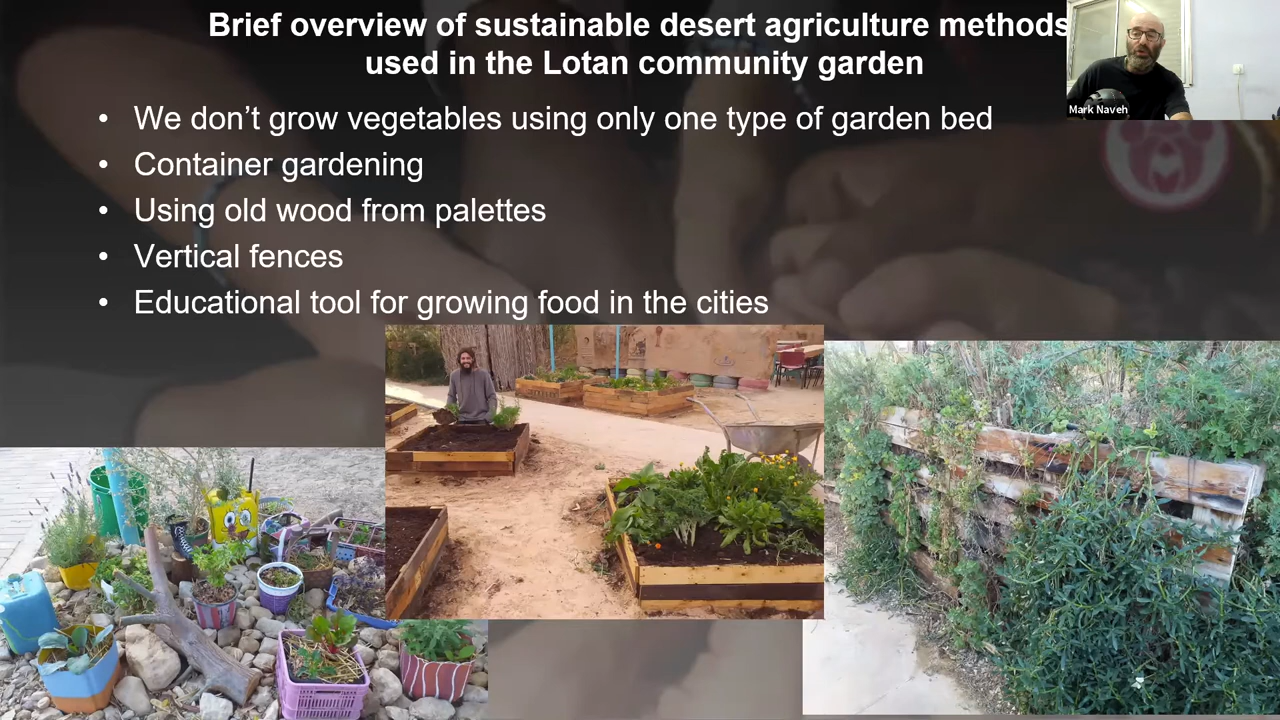 Brief overview of sustainable desert agriculture methods
used in the Lotan community garden
• We don’t grow vegetables using only one type of garden bed
• Container gardening
• Using old wood from palettes
• Vertical fences
• Educational tool for growing food in the cities
Mark Naveh